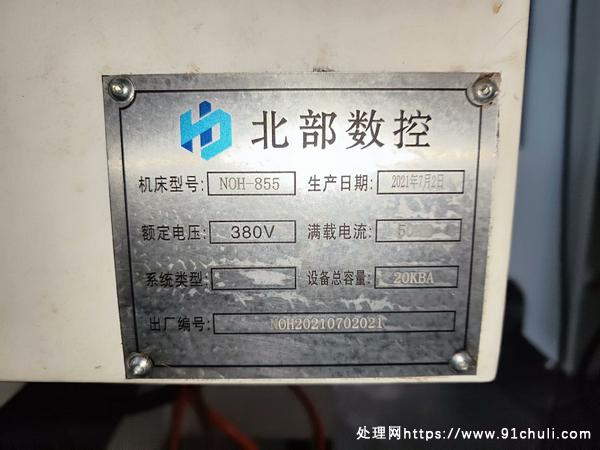 北部数控
机床型号: NOH-855 生产日期: 2021年7月2日
额定电压: 380V 满载电流:
系统类型: 设备总容量: 20KBA
出厂编号: NOH20210702021
处理网https://www.91chuli.com/